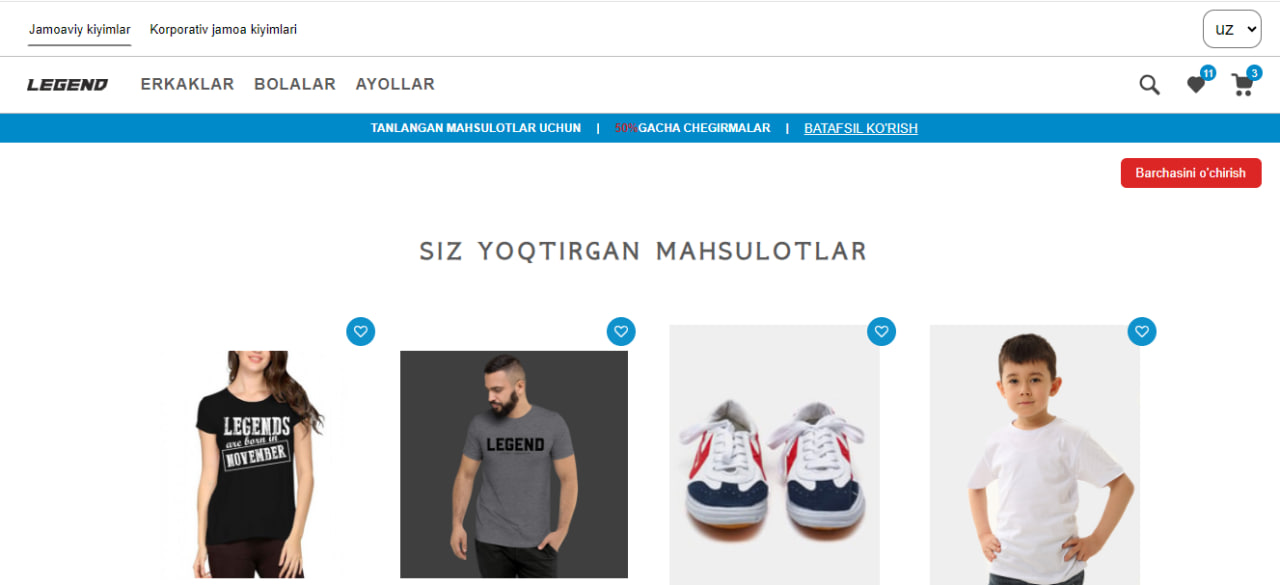 Jamoaviy kiyimlar Korporativ jamoa kiyimlari uz
LEGEND ERKAKLAR BOLALAR AYOLLAR 11 3
TANLANGAN MAHSULOTLAR UCHUN | 50%GACHA CHEGIRMALAR | BATAFSIL KO'RISH
Barchasini o'chirish
SIZ YOQTIRGAN MAHSULOTLAR
LEGENDS
are born in
NOVEMBER
LEGEND